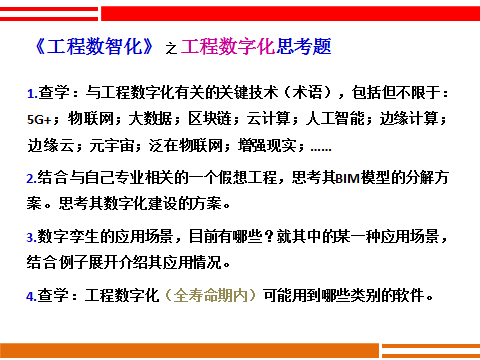 《工程数智化》之工程数字化思考题
1.查学：与工程数字化有关的关键技术（术语），包括但不限于：
5G+；物联网；大数据；区块链；云计算；人工智能；边缘计算；
边缘云；元宇宙；泛在物联网；增强现实；……
2.结合与自己专业相关的一个假想工程，思考其BIM模型的分解方
案。思考其数字化建设的方案。
3.数字孪生的应用场景，目前有哪些？就其中的某一种应用场景，
结合例子展开介绍其应用情况。
4.查学：工程数字化（全寿命期内）可能用到哪些类别的软件。